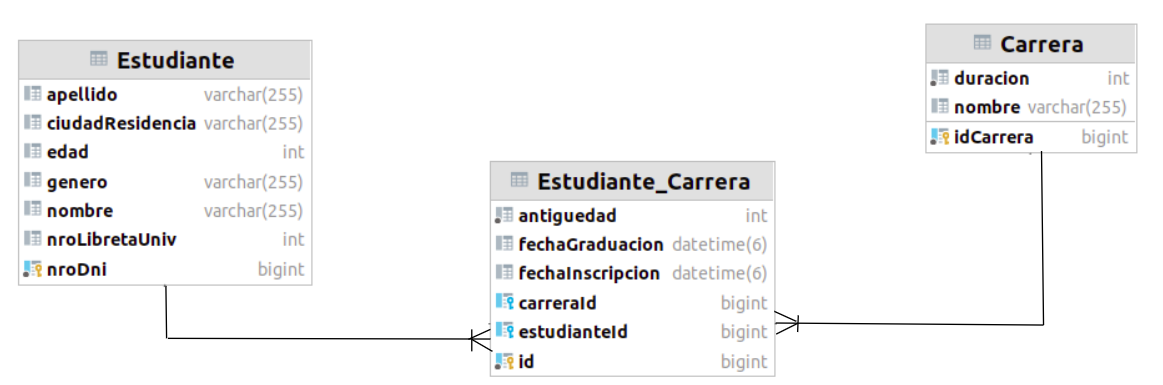 Estudiante
apellido varchar(255)
ciudadResidencia varchar(255)
edad int
genero varchar(255)
nombre varchar(255)
nroLibretaUniv int
nroDni bigint
Estudiante_Carrera
antiguedad int
fechaGraduacion datetime(6)
fechaInscripcion datetime(6)
carreraId bigint
estudianteId bigint
id bigint
Carrera
duracion int
nombre varchar(255)
idCarrera bigint